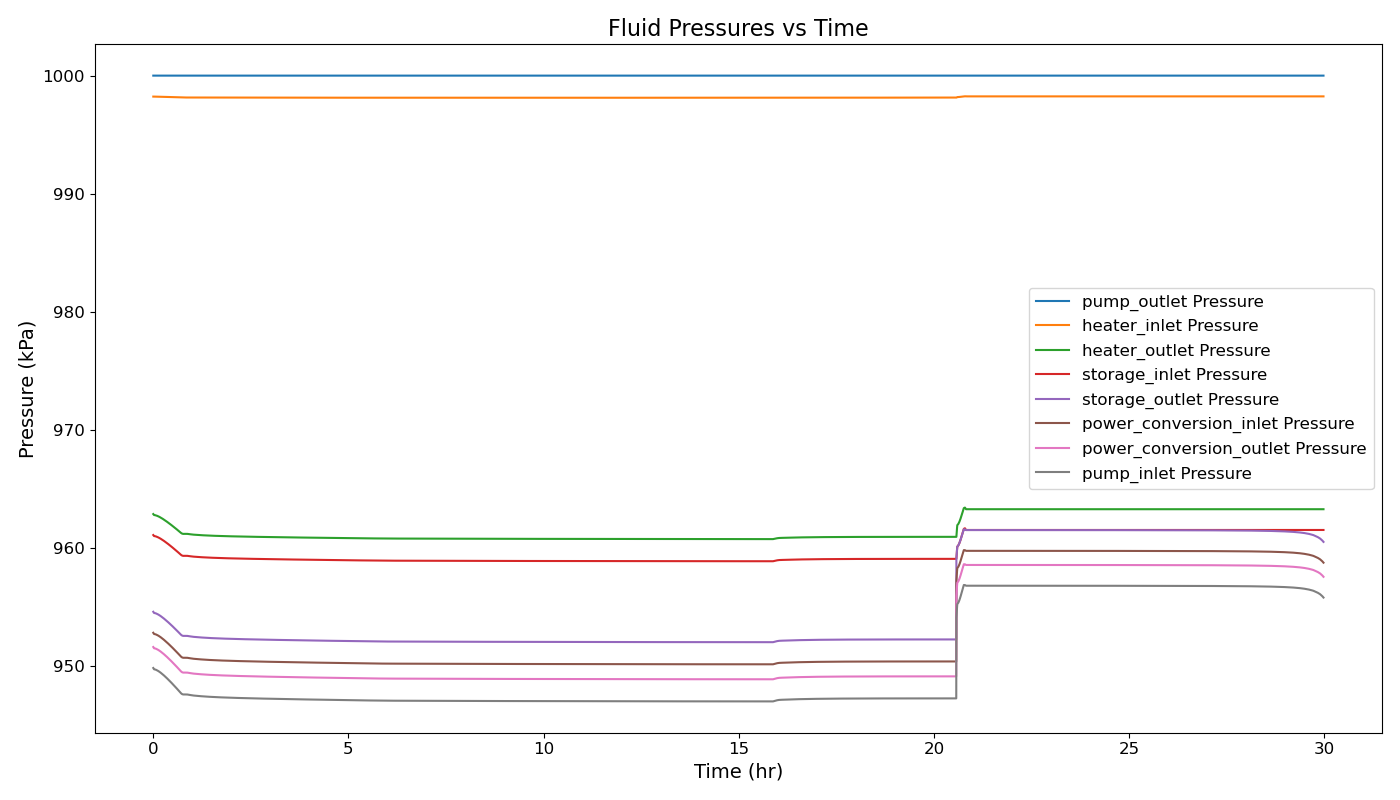 Fluid Pressures vs Time
Pressure (kPa)
1000
990
980
970
960
950
pump_outlet Pressure
heater_inlet Pressure
heater_outlet Pressure
storage_inlet Pressure
storage_outlet Pressure
power_conversion_inlet Pressure
power_conversion_outlet Pressure
pump_inlet Pressure
0 5 10 15 20 25 30
Time (hr)